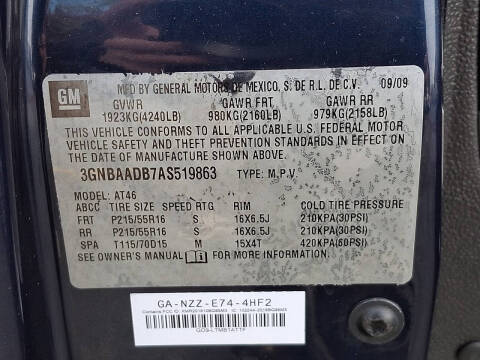 GM
MFD BY GENERAL MOTORS DE MEXICO, S. DE R.L. DE C.V. 09/09
GVWR GAWR FRT GAWR RR
1923KG(4240LB) 980KG(2160LB) 979KG(2158LB)
THIS VEHICLE CONFORMS TO ALL APPLICABLE U.S. FEDERAL MOTOR
VEHICLE SAFETY AND THEFT PREVENTION STANDARDS IN EFFECT ON
THE DATE OF MANUFACTURE SHOWN ABOVE.
3GNBAADB7AS519863 TYPE: M.P.V.
MODEL: AT46
ABCC TIRE SIZE SPEED RTG RIM COLD TIRE PRESSURE
FRT P215/55R16 S 16X6.5J 210KPA(30PSI)
RR P215/55R16 S 16X6.5J 210KPA(30PSI)
SPA T115/70D15 M 15X4T 420KPA(60PSI)
SEE OWNER'S MANUAL FOR MORE INFORMATION.
GA-NZZ-E74-4HF2
Contains FCC ID: